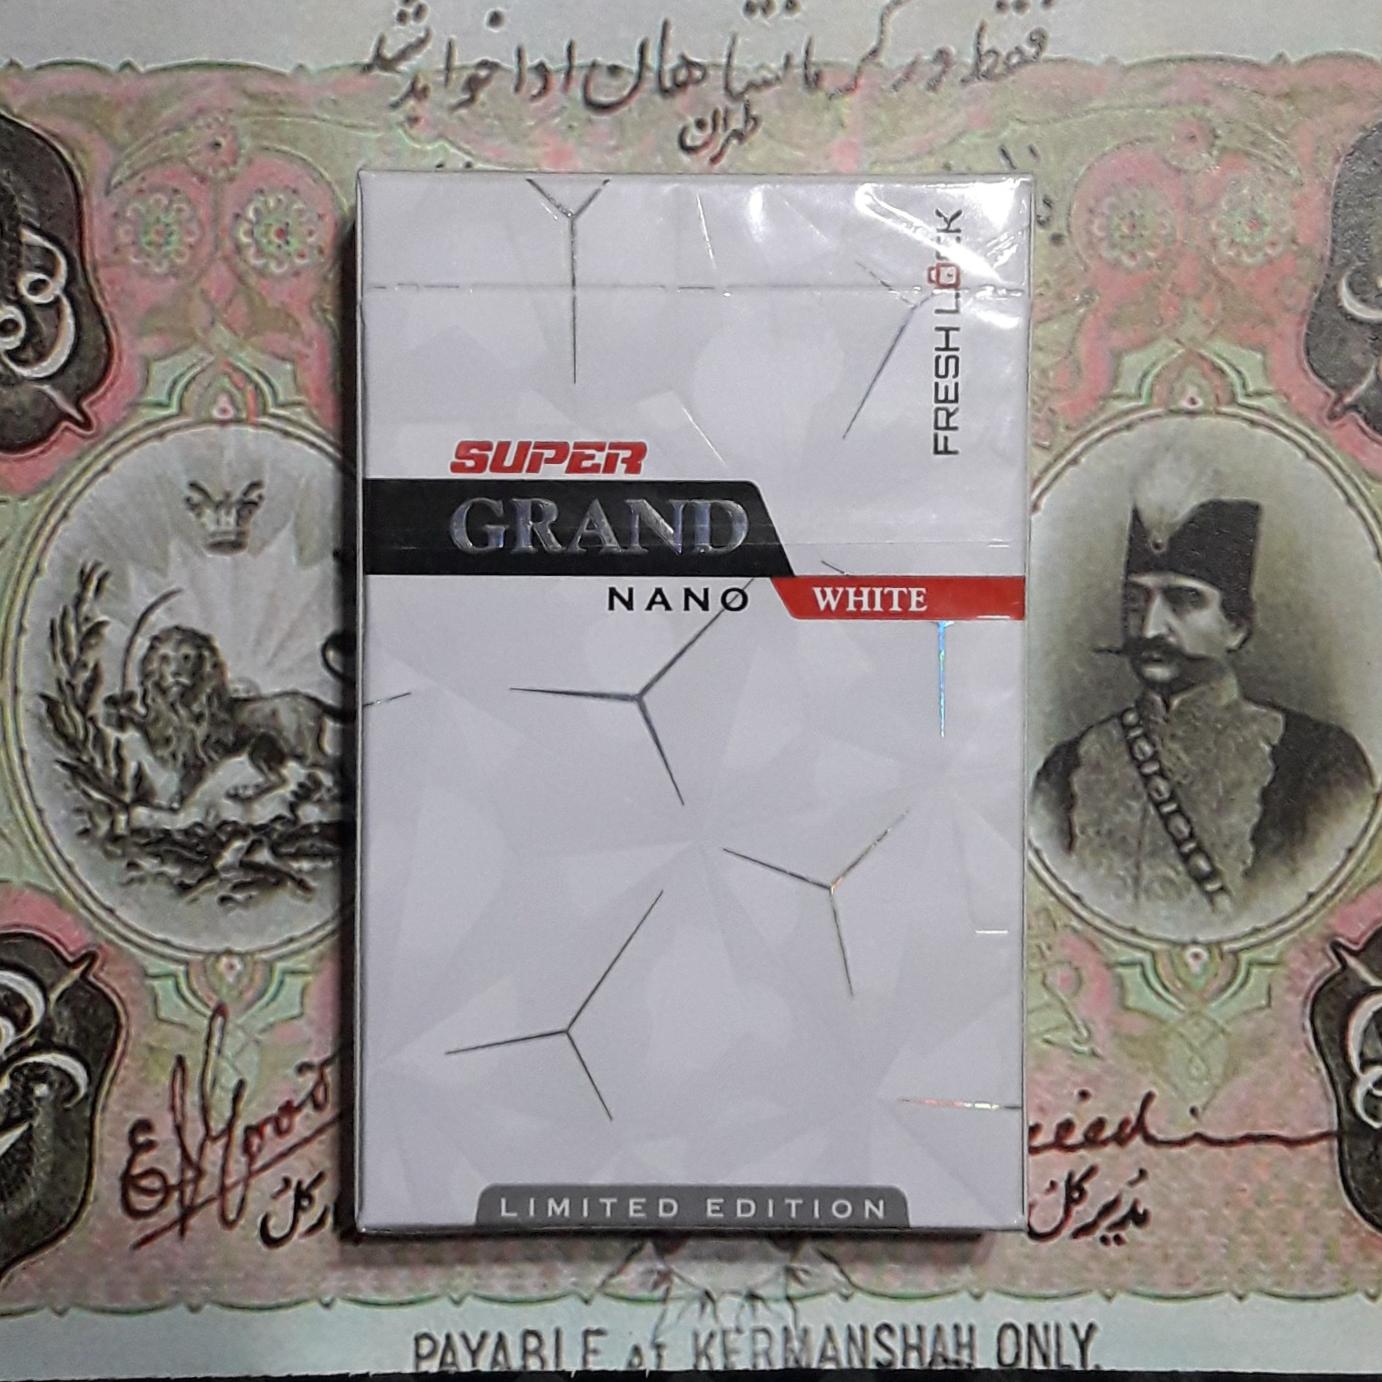 فقط در کرمانشاهان ادا خواهد شد
طهران
FRESH LOCK
SUPER
GRAND
NANO WHITE
مدیر کل
LIMITED EDITION
PAYABLE at KERMANSHAH ONLY.